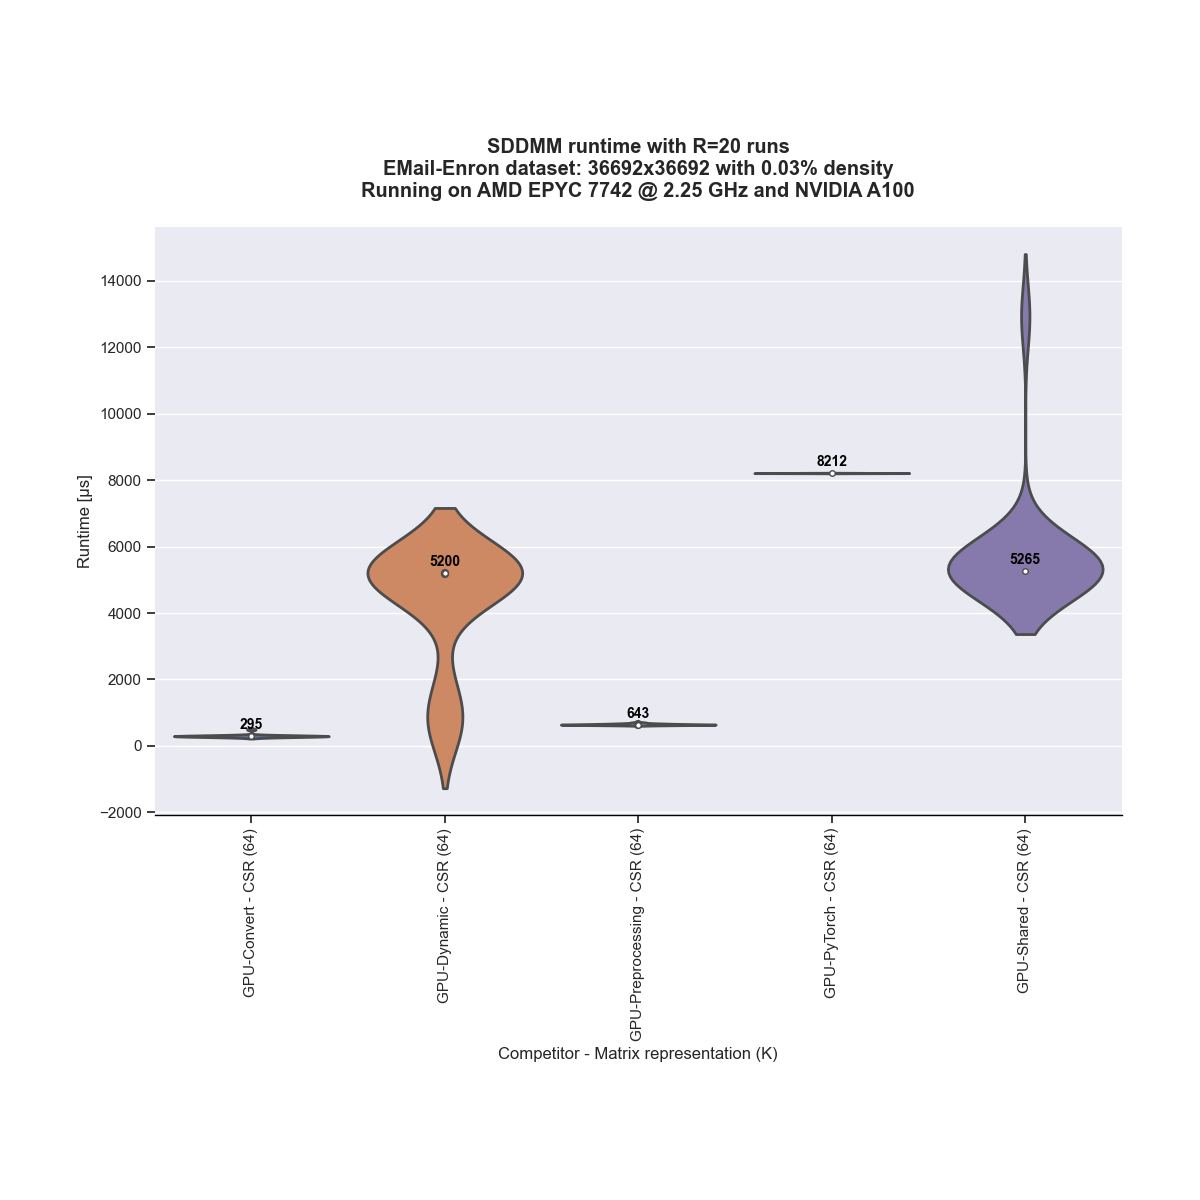 SDDMM runtime with R=20 runs
EMail-Enron dataset: 36692x36692 with 0.03% density
Running on AMD EPYC 7742 @ 2.25 GHz and NVIDIA A100
Runtime [µs]
14000
12000
10000
8000
6000
4000
2000
0
−2000
295
5200
643
8212
5265
GPU-Convert - CSR (64)
GPU-Dynamic - CSR (64)
GPU-Preprocessing - CSR (64)
GPU-PyTorch - CSR (64)
GPU-Shared - CSR (64)
Competitor - Matrix representation (K)